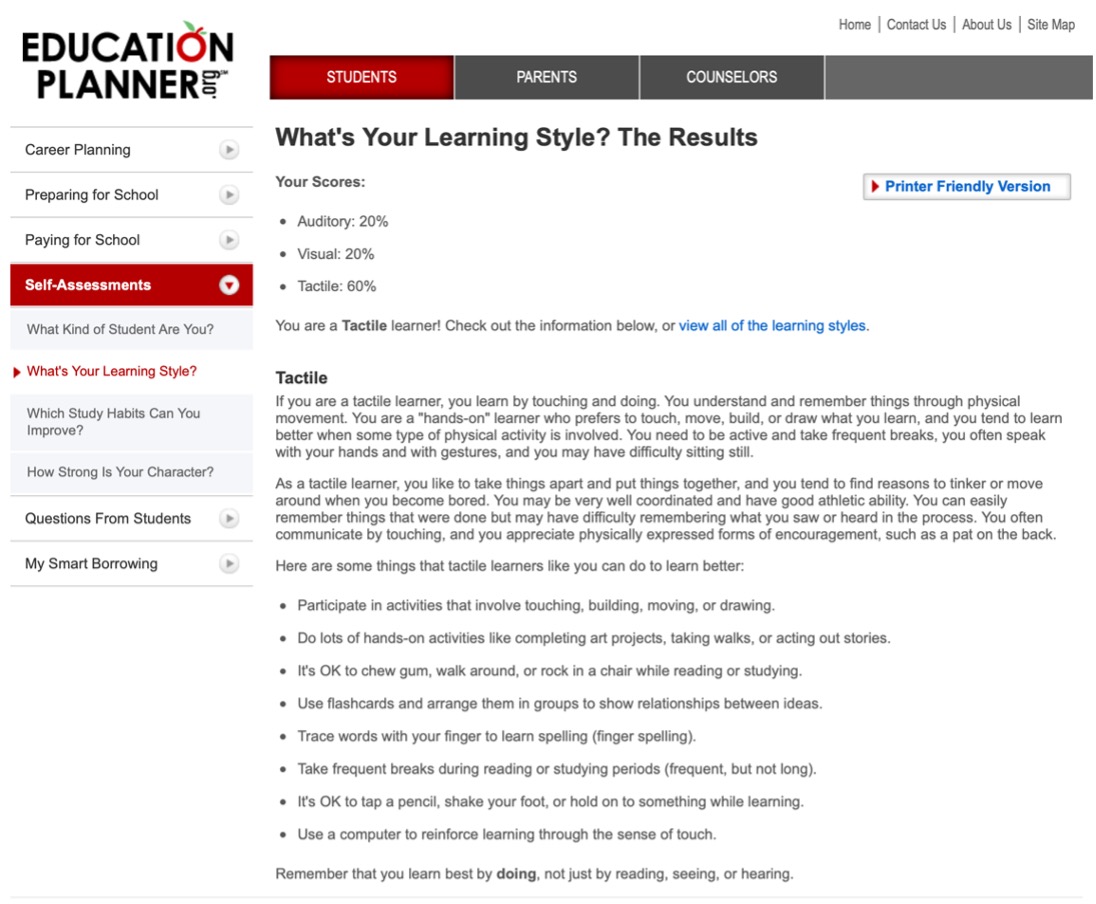 Home | Contact Us | About Us | Site Map
EDUCATION
PLANNER.org℠
STUDENTS
PARENTS
COUNSELORS
Career Planning
Preparing for School
Paying for School
Self-Assessments
What Kind of Student Are You?
What's Your Learning Style?
Which Study Habits Can You
Improve?
How Strong Is Your Character?
Questions From Students
My Smart Borrowing
What's Your Learning Style? The Results
Your Scores:
Printer Friendly Version
• Auditory: 20%
• Visual: 20%
• Tactile: 60%
You are a Tactile learner! Check out the information below, or view all of the learning styles.
Tactile
If you are a tactile learner, you learn by touching and doing. You understand and remember things through physical
movement. You are a "hands-on" learner who prefers to touch, move, build, or draw what you learn, and you tend to learn
better when some type of physical activity is involved. You need to be active and take frequent breaks, you often speak
with your hands and with gestures, and you may have difficulty sitting still.
As a tactile learner, you like to take things apart and put things together, and you tend to find reasons to tinker or move
around when you become bored. You may be very well coordinated and have good athletic ability. You can easily
remember things that were done but may have difficulty remembering what you saw or heard in the process. You often
communicate by touching, and you appreciate physically expressed forms of encouragement, such as a pat on the back.
Here are some things that tactile learners like you can do to learn better:
• Participate in activities that involve touching, building, moving, or drawing.
• Do lots of hands-on activities like completing art projects, taking walks, or acting out stories.
• It's OK to chew gum, walk around, or rock in a chair while reading or studying.
• Use flashcards and arrange them in groups to show relationships between ideas.
• Trace words with your finger to learn spelling (finger spelling).
• Take frequent breaks during reading or studying periods (frequent, but not long).
• It's OK to tap a pencil, shake your foot, or hold on to something while learning.
• Use a computer to reinforce learning through the sense of touch.
Remember that you learn best by doing, not just by reading, seeing, or hearing.